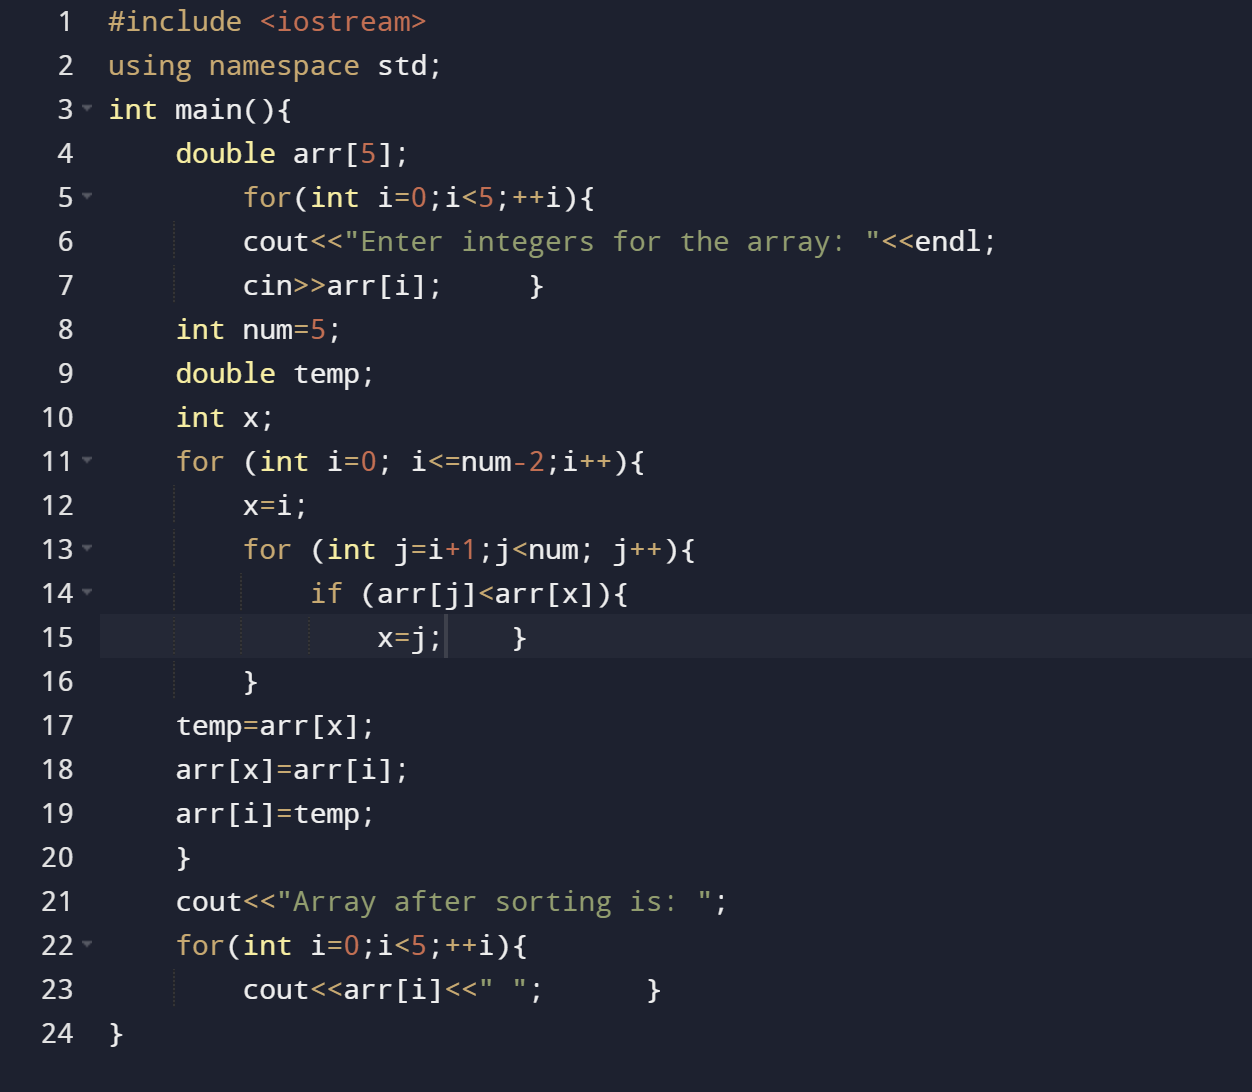 1 #include <iostream>
2 using namespace std;
3 int main(){
4     double arr[5];
5         for(int i=0;i<5;++i){
6         cout<<"Enter integers for the array: "<<endl;
7         cin>>arr[i];     }
8     int num=5;
9     double temp;
10     int x;
11     for (int i=0; i<=num-2;i++){
12         x=i;
13         for (int j=i+1;j<num; j++){
14             if (arr[j]<arr[x]){
15                 x=j;    }
16         }
17     temp=arr[x];
18     arr[x]=arr[i];
19     arr[i]=temp;
20     }
21     cout<<"Array after sorting is: ";
22     for(int i=0;i<5;++i){
23         cout<<arr[i]<<" ";      }
24 }